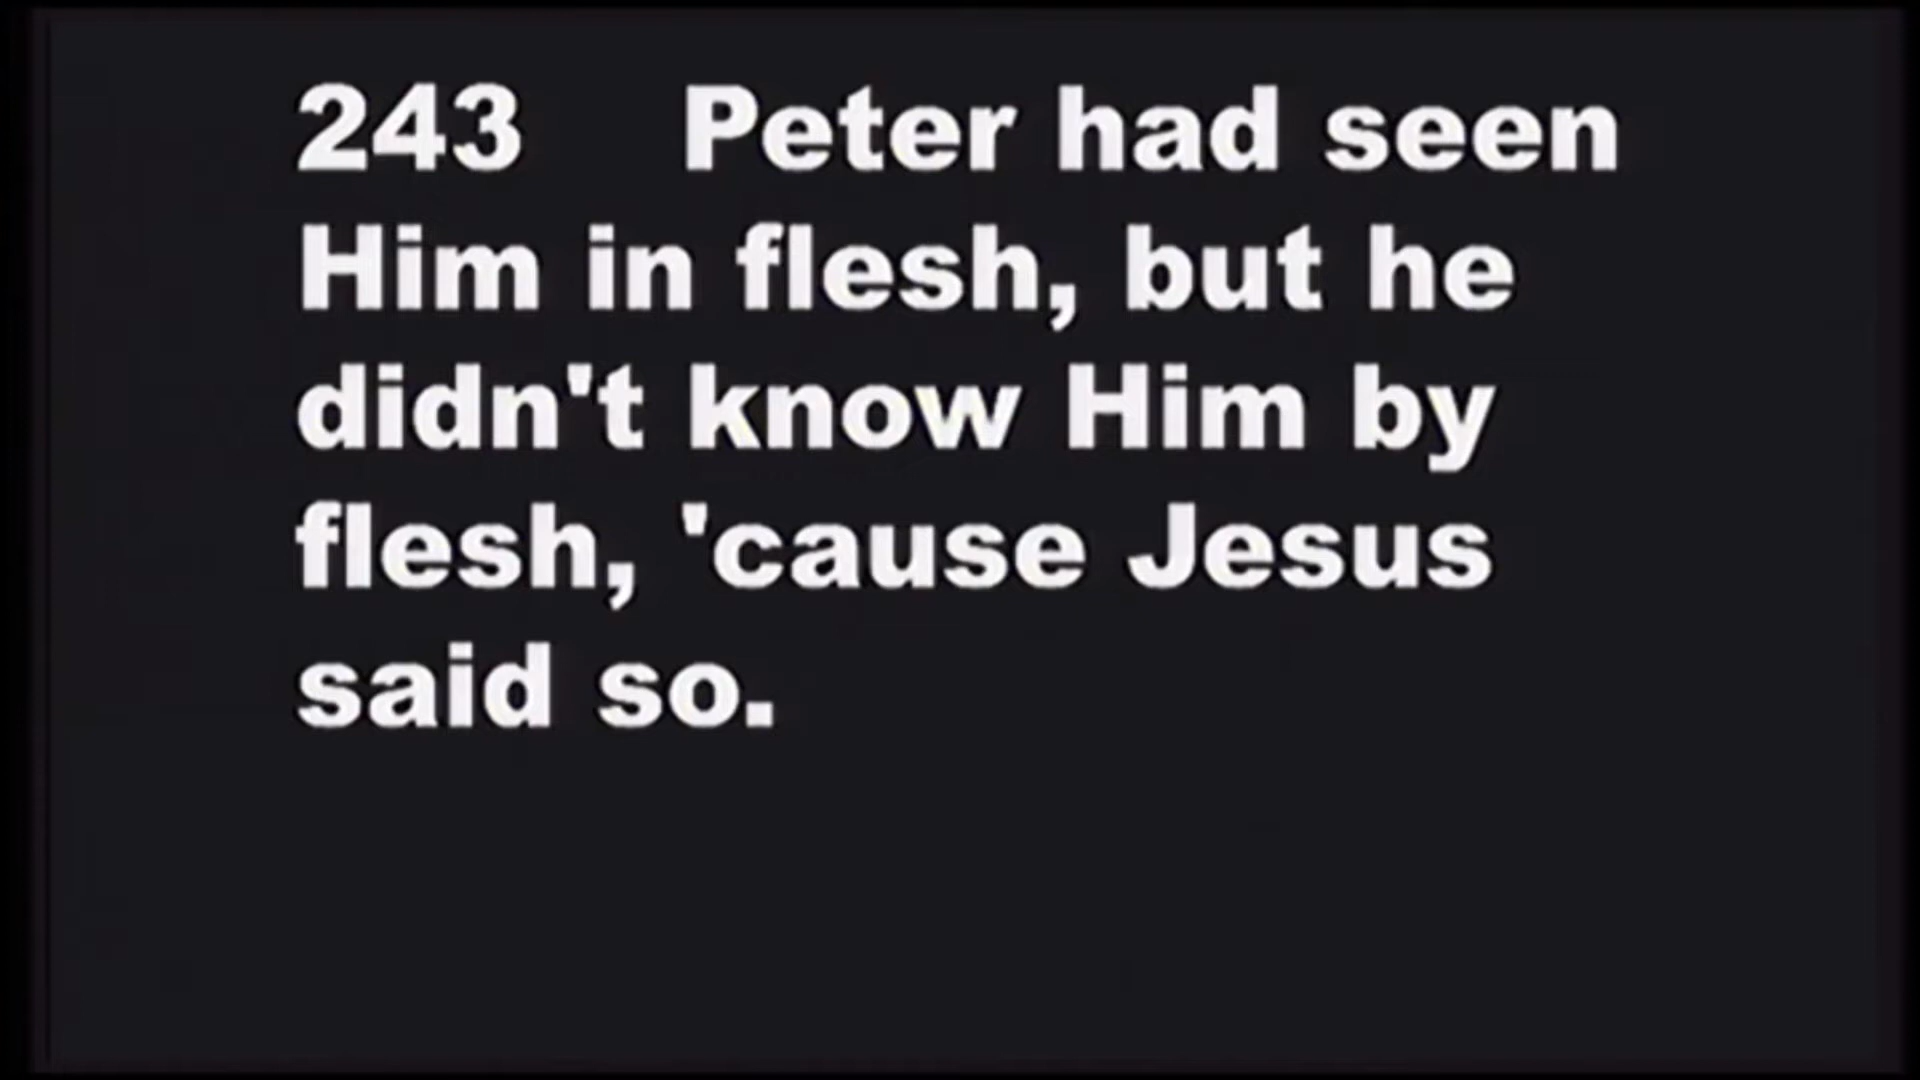 243 Peter had seen
Him in flesh, but he
didn't know Him by
flesh, 'cause Jesus
said so.